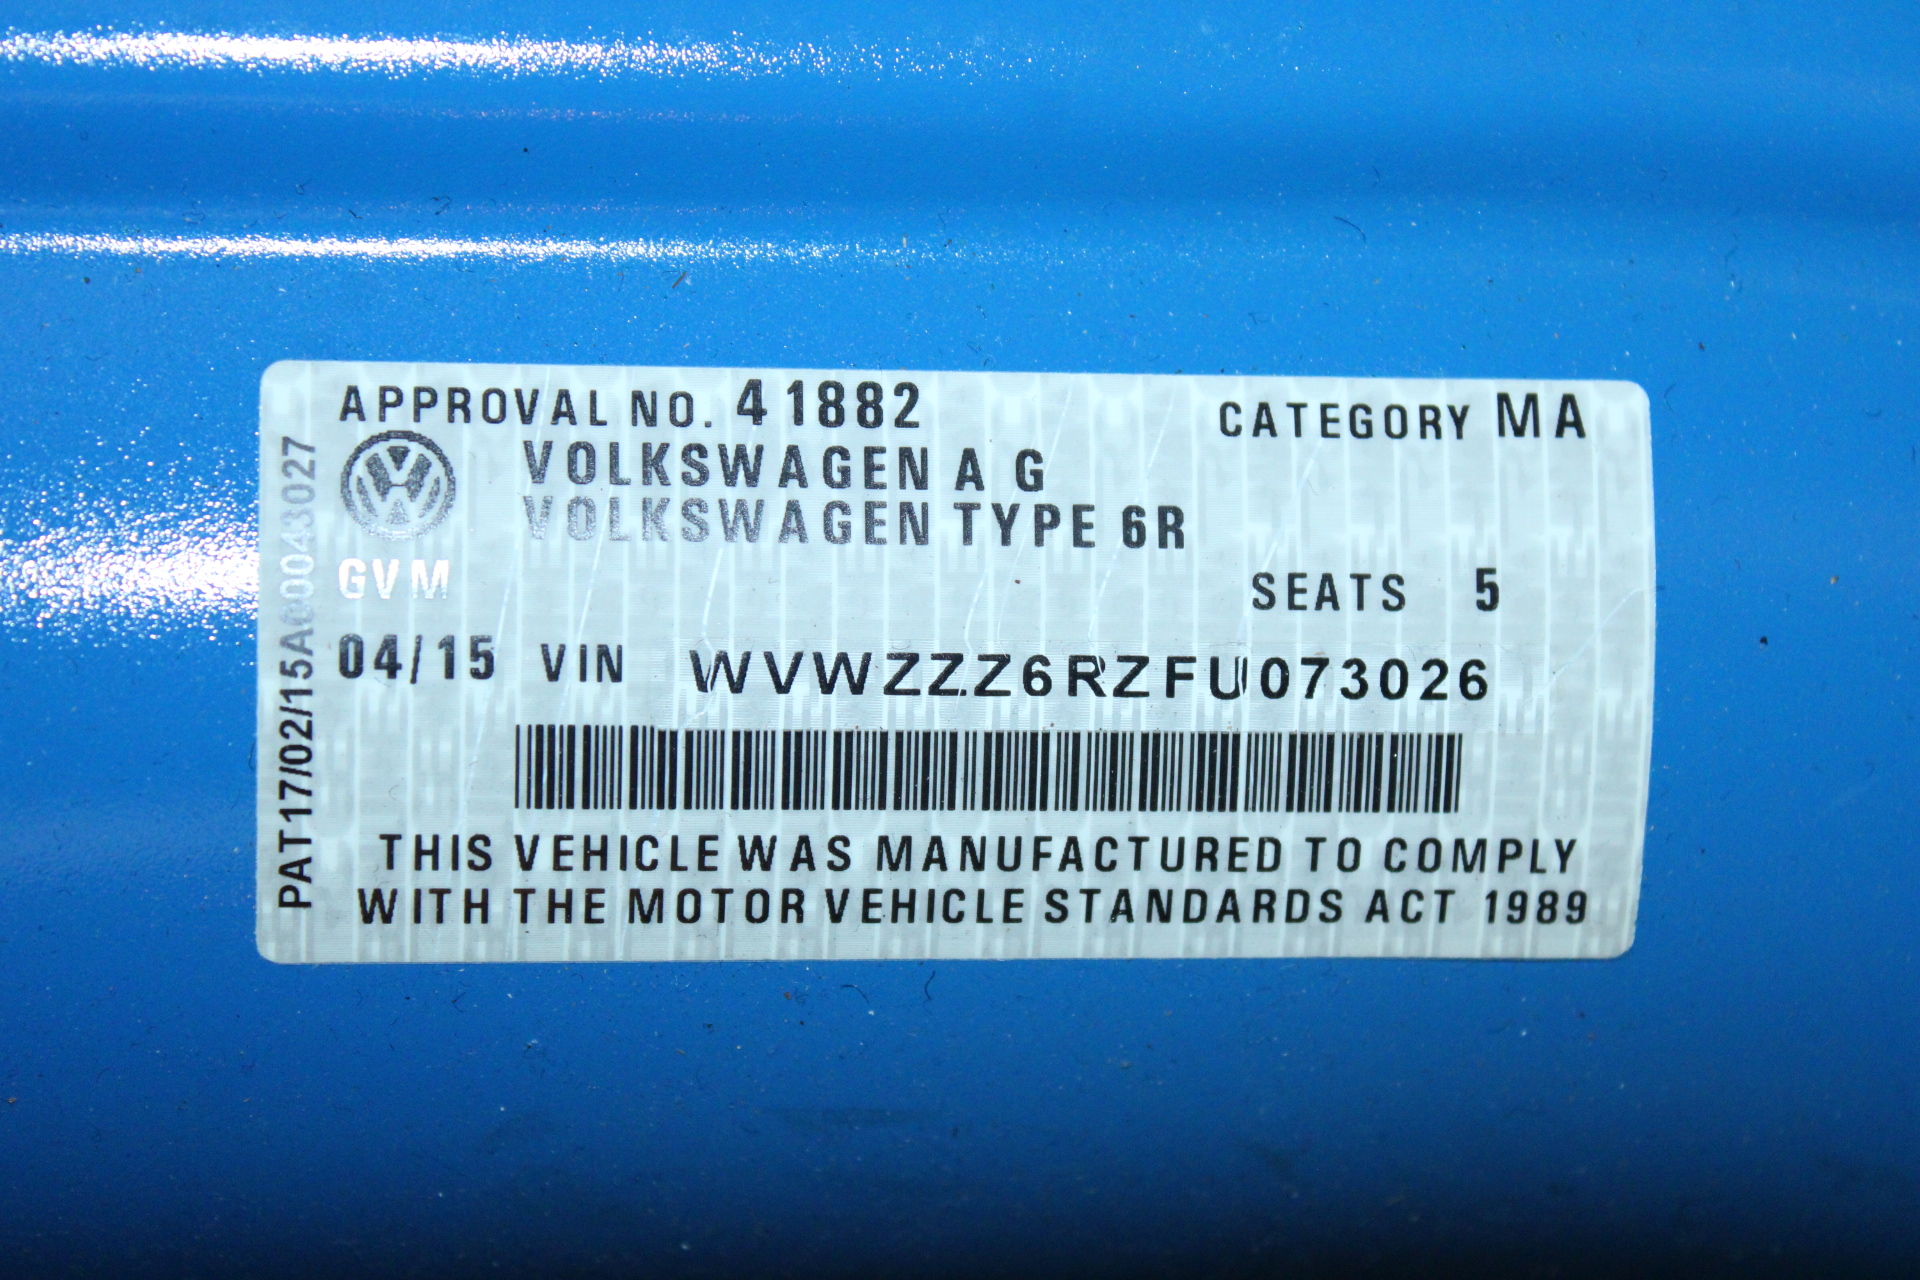 APPROVAL NO. 41882 CATEGORY MA
VOLKSWAGEN AG
VOLKSWAGEN TYPE 6R
GVM
SEATS 5
04/15 VIN WVWZZZ6RZFU073026
THIS VEHICLE WAS MANUFACTURED TO COMPLY
WITH THE MOTOR VEHICLE STANDARDS ACT 1989
PAT17/02/15A00043027